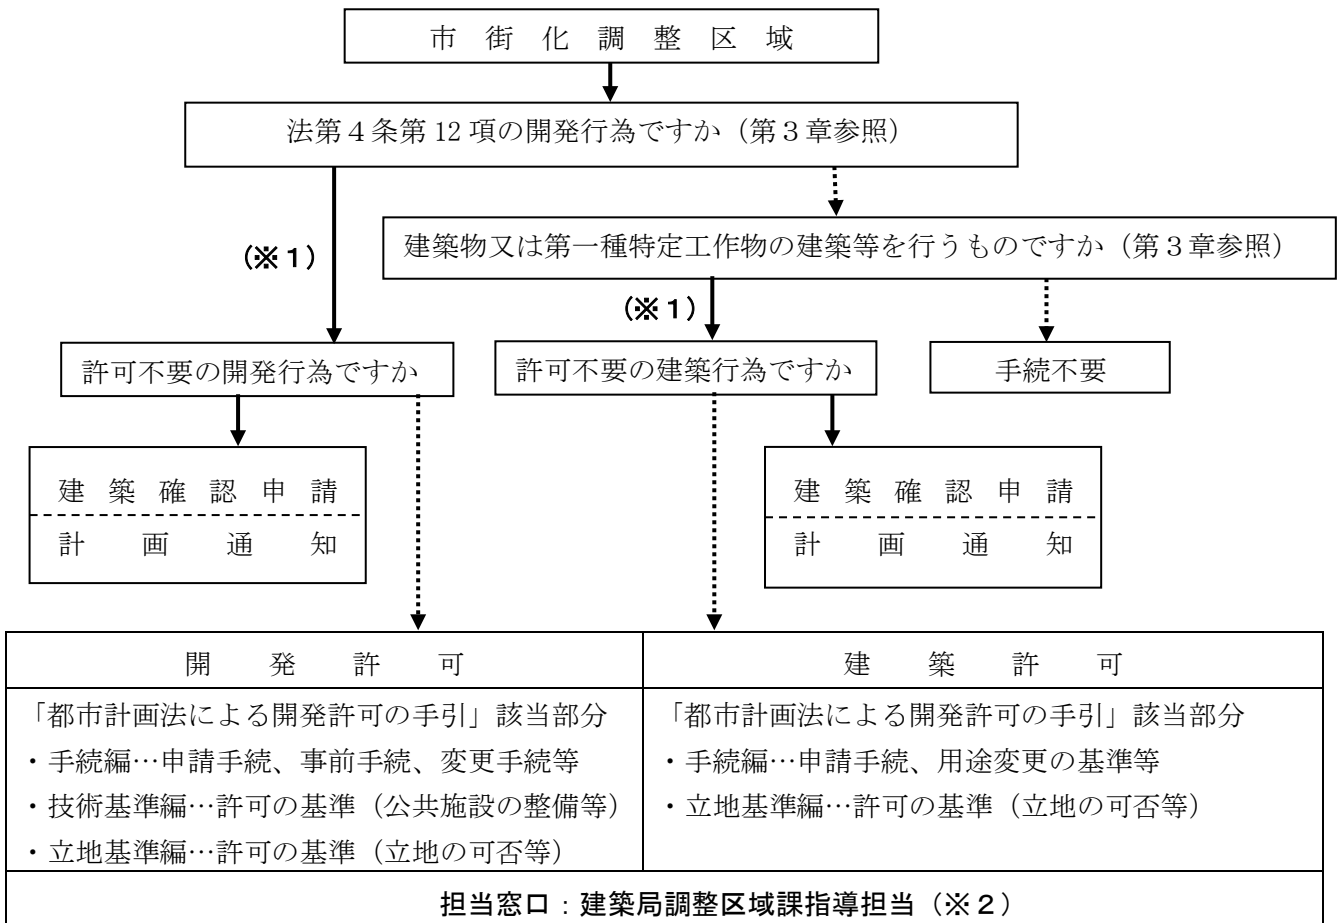 市街化調整区域
法第４条第12項の開発行為ですか（第３章参照）
建築物又は第一種特定工作物の建築等を行うものですか（第３章参照）
（※１）
（※１）
許可不要の開発行為ですか
許可不要の建築行為ですか
手続不要
建築確認申請
計画通知
建築確認申請
計画通知
開発許可
「都市計画法による開発許可の手引」該当部分
・手続編…申請手続、事前手続、変更手続等
・技術基準編…許可の基準（公共施設の整備等）
・立地基準編…許可の基準（立地の可否等）
建築許可
「都市計画法による開発許可の手引」該当部分
・手続編…申請手続、用途変更の基準等
・立地基準編…許可の基準（立地の可否等）
担当窓口：建築局調整区域課指導担当（※２）